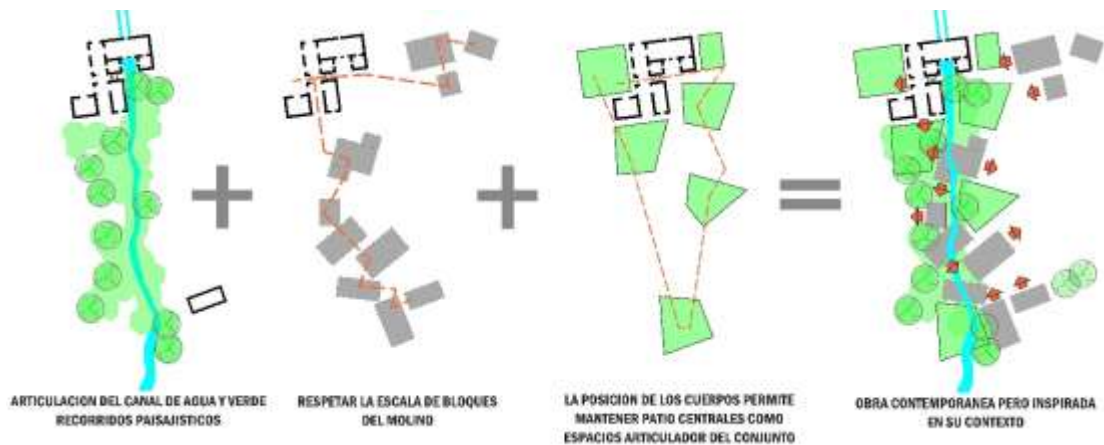 ARTICULACION DEL CANAL DE AGUA Y VERDE
RECORRIDOS PAISAJISTICOS
RESPETAR LA ESCALA DE BLOQUES
DEL MOLINO
LA POSICION DE LOS CUERPOS PERMITE
MANTENER PATIO CENTRALES COMO
ESPACIOS ARTICULADOR DEL CONJUNTO
OBRA CONTEMPORANEA PERO INSPIRADA
EN SU CONTEXTO